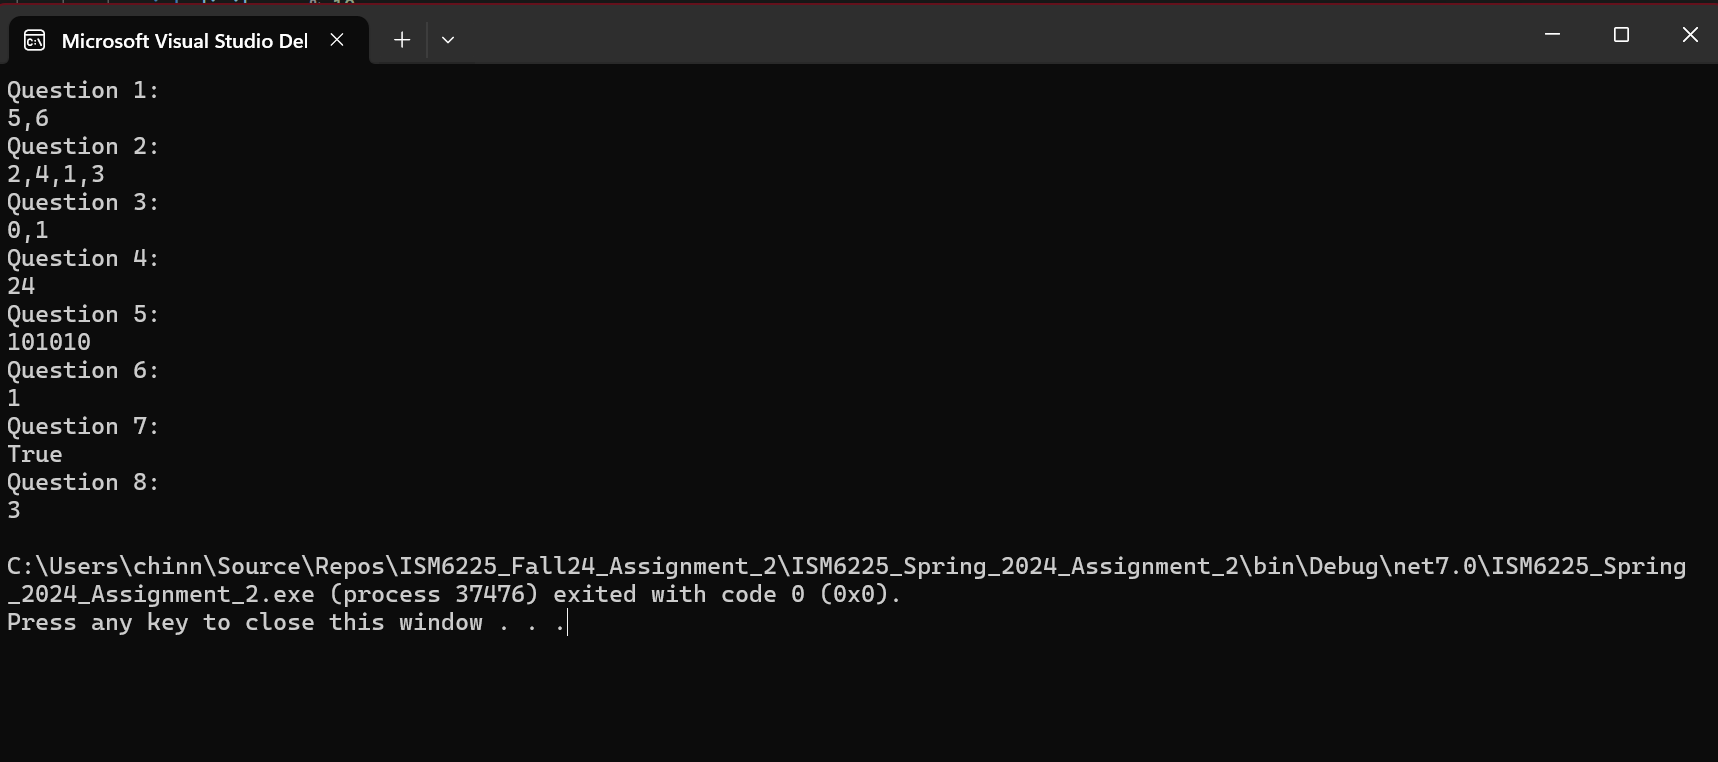 Microsoft Visual Studio Del
Question 1:
5,6
Question 2:
2,4,1,3
Question 3:
0,1
Question 4:
24
Question 5:
101010
Question 6:
1
Question 7:
True
Question 8:
3
C:\Users\chinn\Source\Repos\ISM6225_Fall24_Assignment_2\ISM6225_Spring_2024_Assignment_2\bin\Debug\net7.0\ISM6225_Spring
_2024_Assignment_2.exe (process 37476) exited with code 0 (0x0).
Press any key to close this window . . .